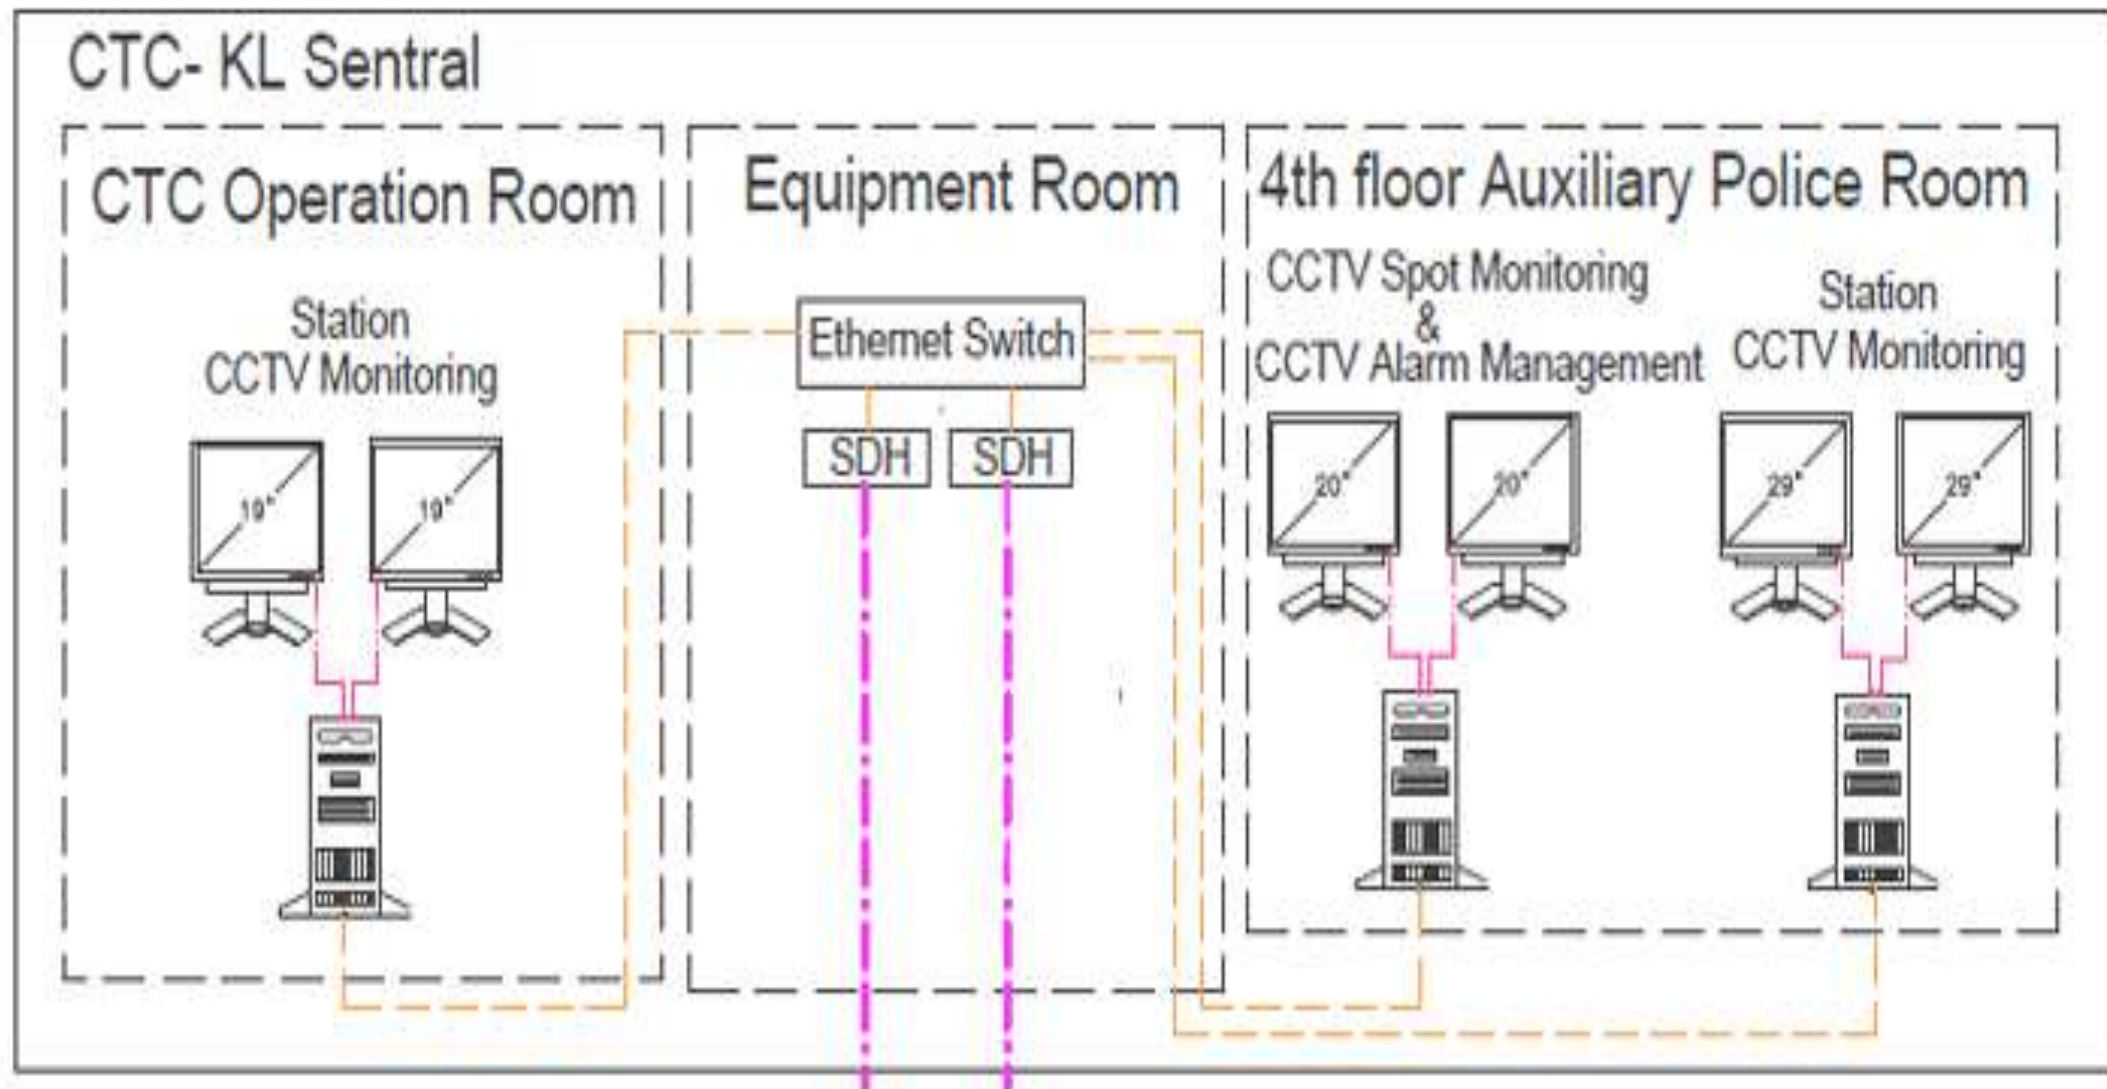 CTC- KL Sentral
CTC Operation Room
Station
CCTV Monitoring
19"
19"
Equipment Room
Ethernet Switch
SDH
SDH
4th floor Auxiliary Police Room
CCTV Spot Monitoring
&
CCTV Alarm Management
Station
CCTV Monitoring
20"
20"
29"
29"